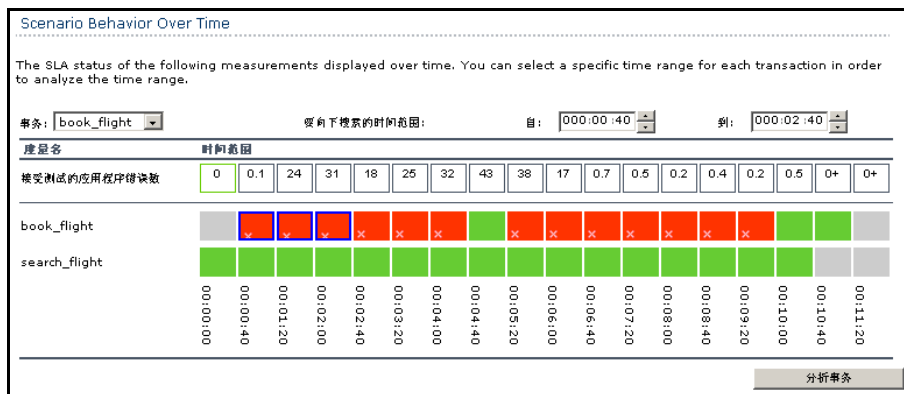 Scenario Behavior Over Time
The SLA status of the following measurements displayed over time. You can select a specific time range for each transaction in order
to analyze the time range.
事务: book_flight 要向下搜索的时间范围: 自: 000:00:40 到: 000:02:40
度量名 时间范围
接受测试的应用程序错误数 0 0.1 24 31 18 25 32 43 38 17 0.7 0.5 0.2 0.4 0.2 0.5 0+ 0+
book_flight
search_flight
00:00:00 00:00:40 00:01:20 00:02:00 00:02:40 00:03:20 00:04:00 00:04:40 00:05:20 00:06:00 00:06:40 00:07:20 00:08:00 00:08:40 00:09:20 00:10:00 00:10:40 00:11:20
分析事务